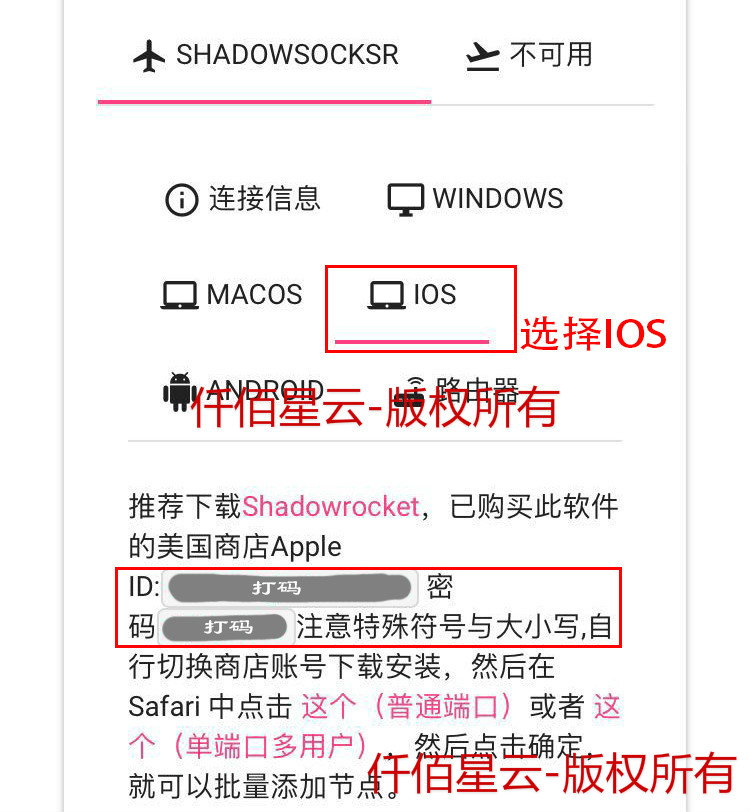 SHADOWSOCKSR 不可用
连接信息 WINDOWS
MACOS IOS
选择IOS
ANDROID 路由器
仟佰星云-版权所有
推荐下载Shadowrocket，已购买此软件
的美国商店Apple
ID: 打码 密
码 打码 注意特殊符号与大小写,自
行切换商店账号下载安装，然后在
Safari 中点击 这个（普通端口）或者 这
个（单端口多用户），然后点击确定，
仟佰星云-版权所有
就可以批量添加节点。